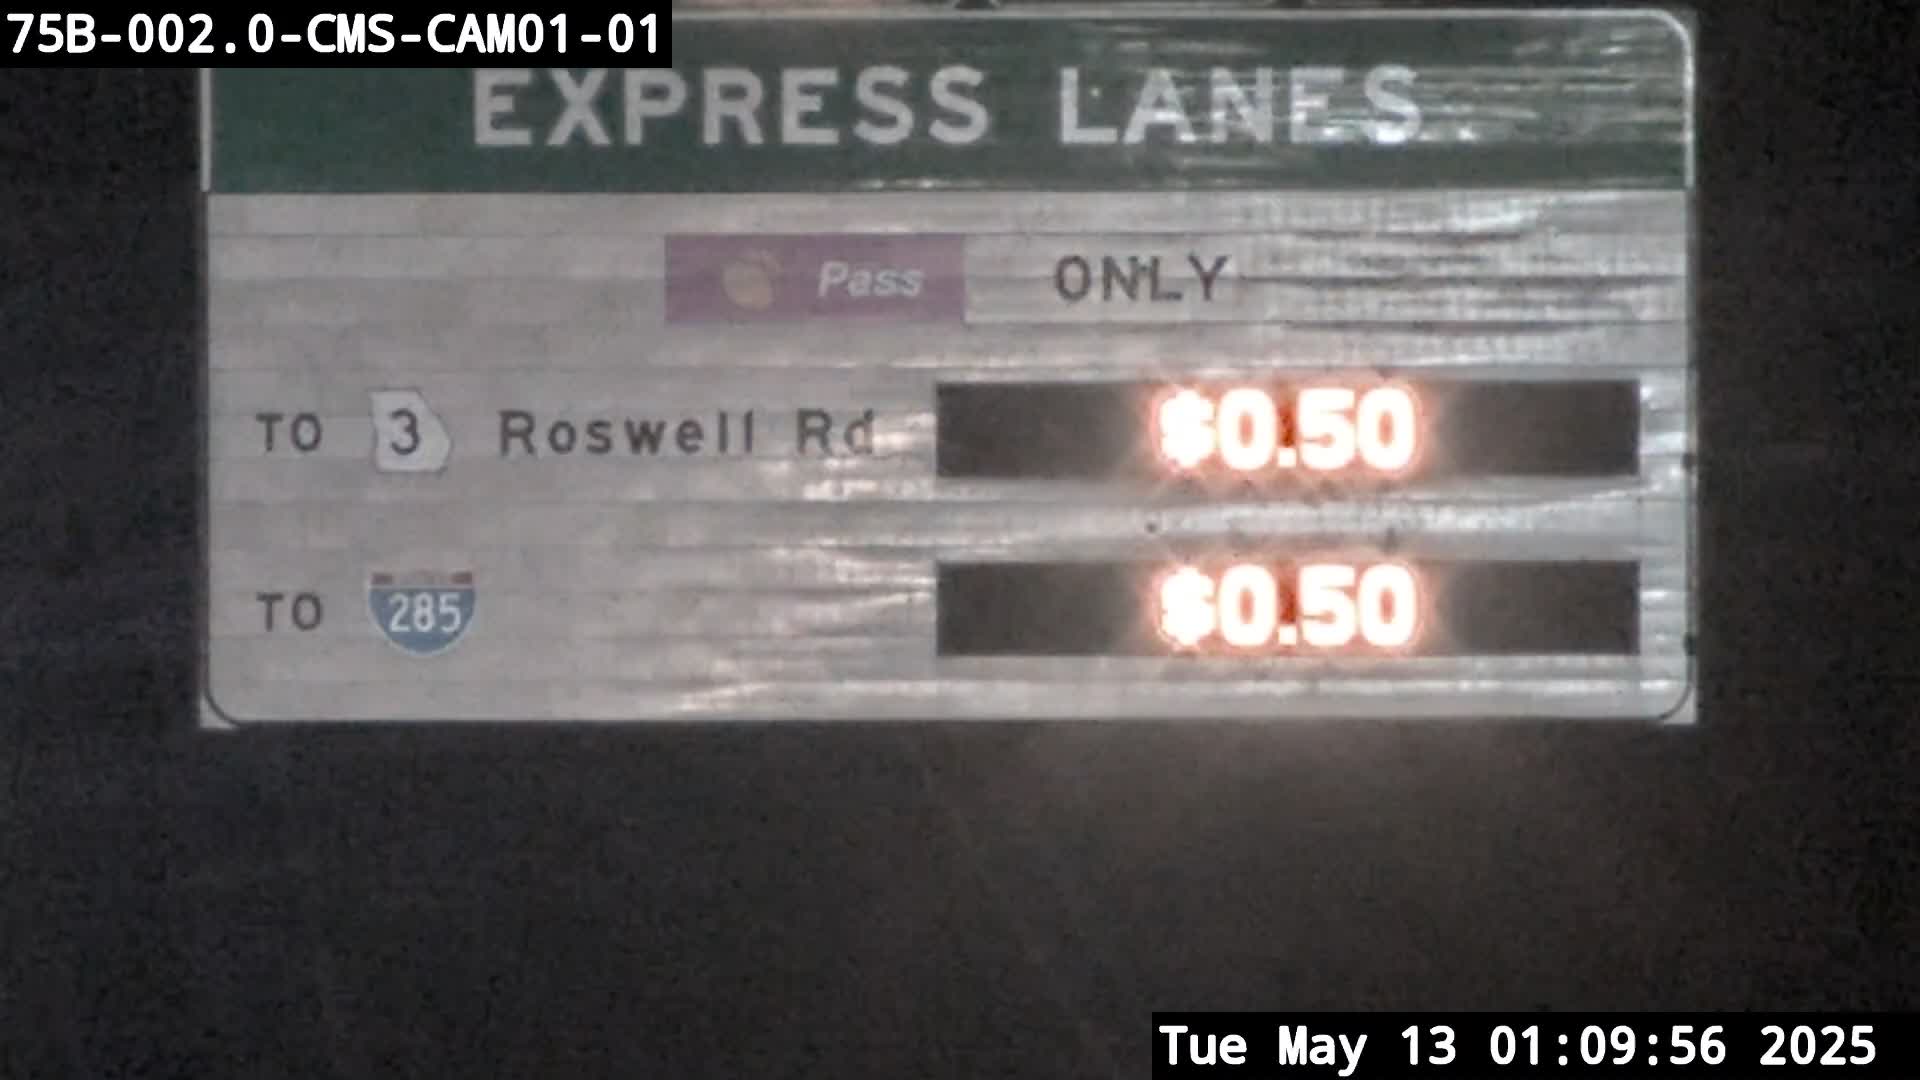 75B-002.0-CMS-CAM01-01
EXPRESS LANES
Pass ONLY
TO 3 Roswell Rd $0.50
TO 285 $0.50
Tue May 13 01:09:56 2025